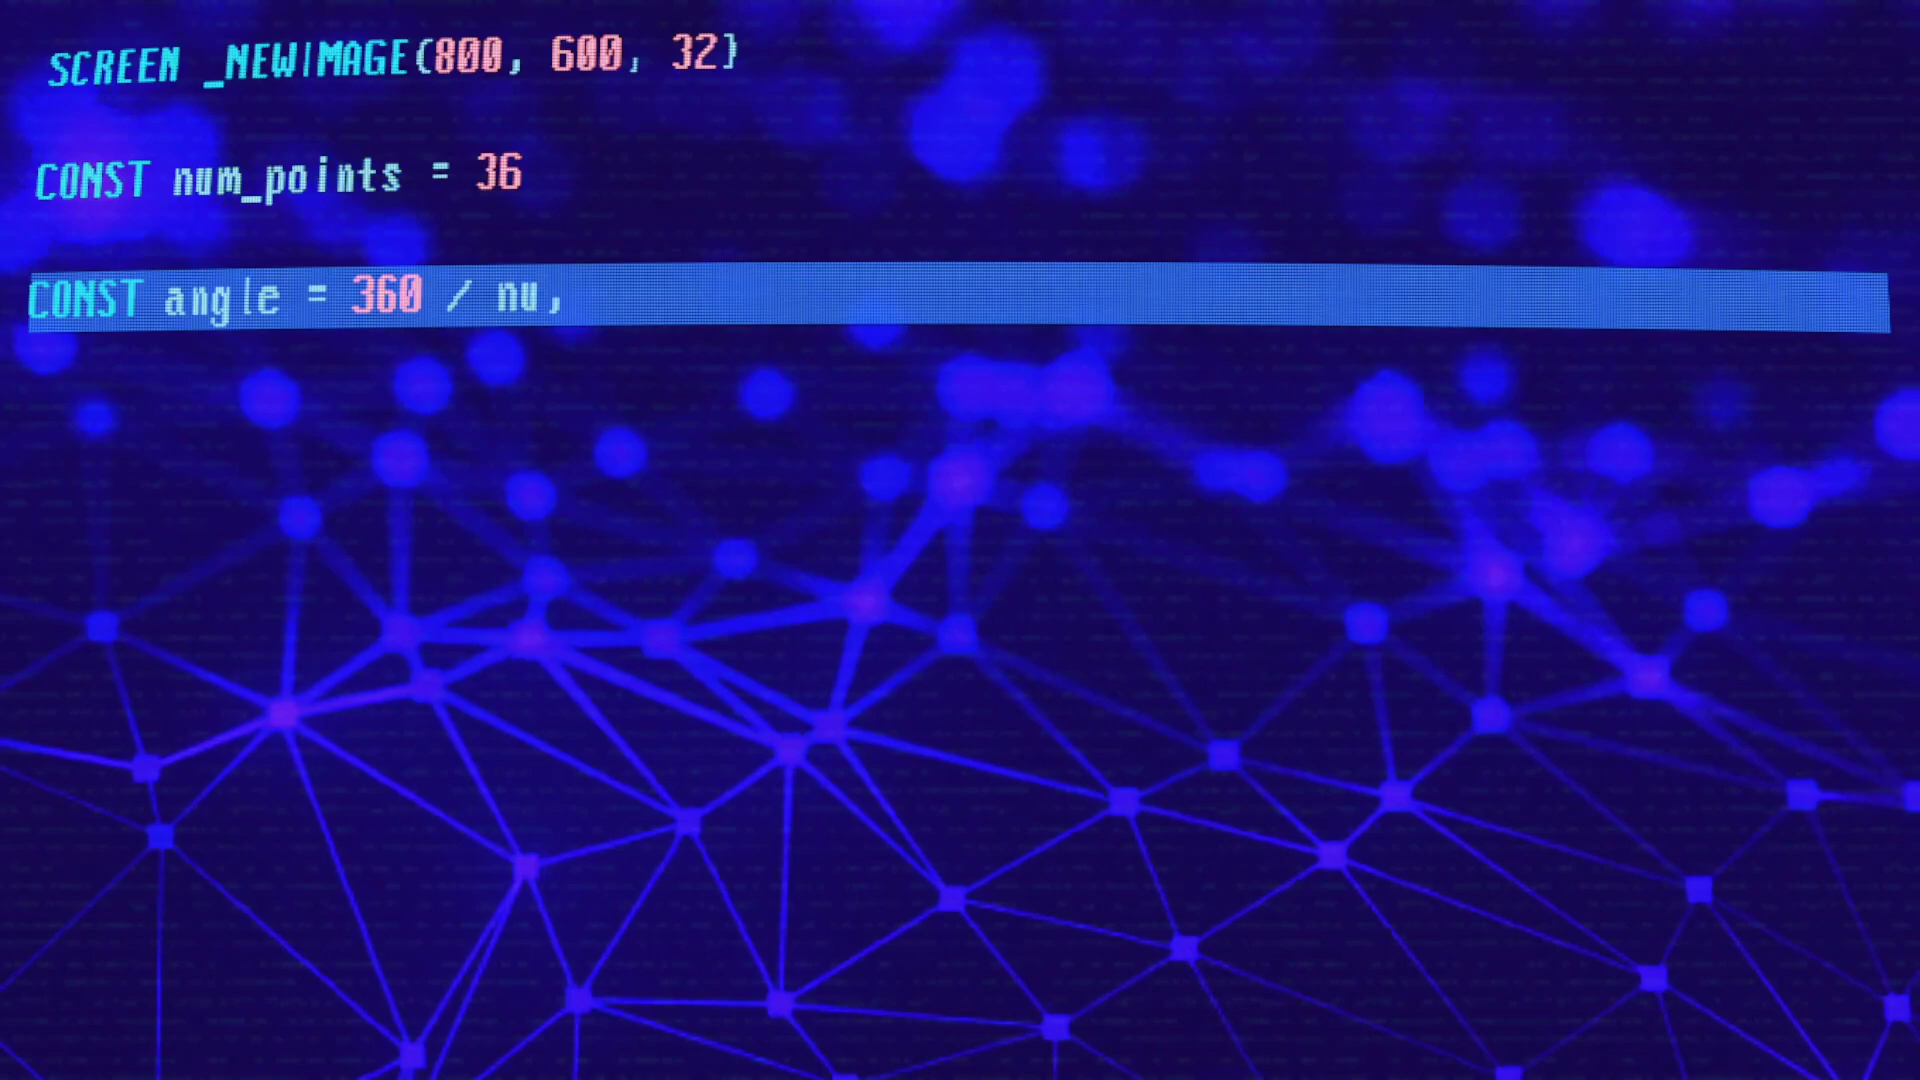 SCREEN _NEWIMAGE(800, 600, 32)
CONST num_points = 36
CONST angle = 360 / nu,